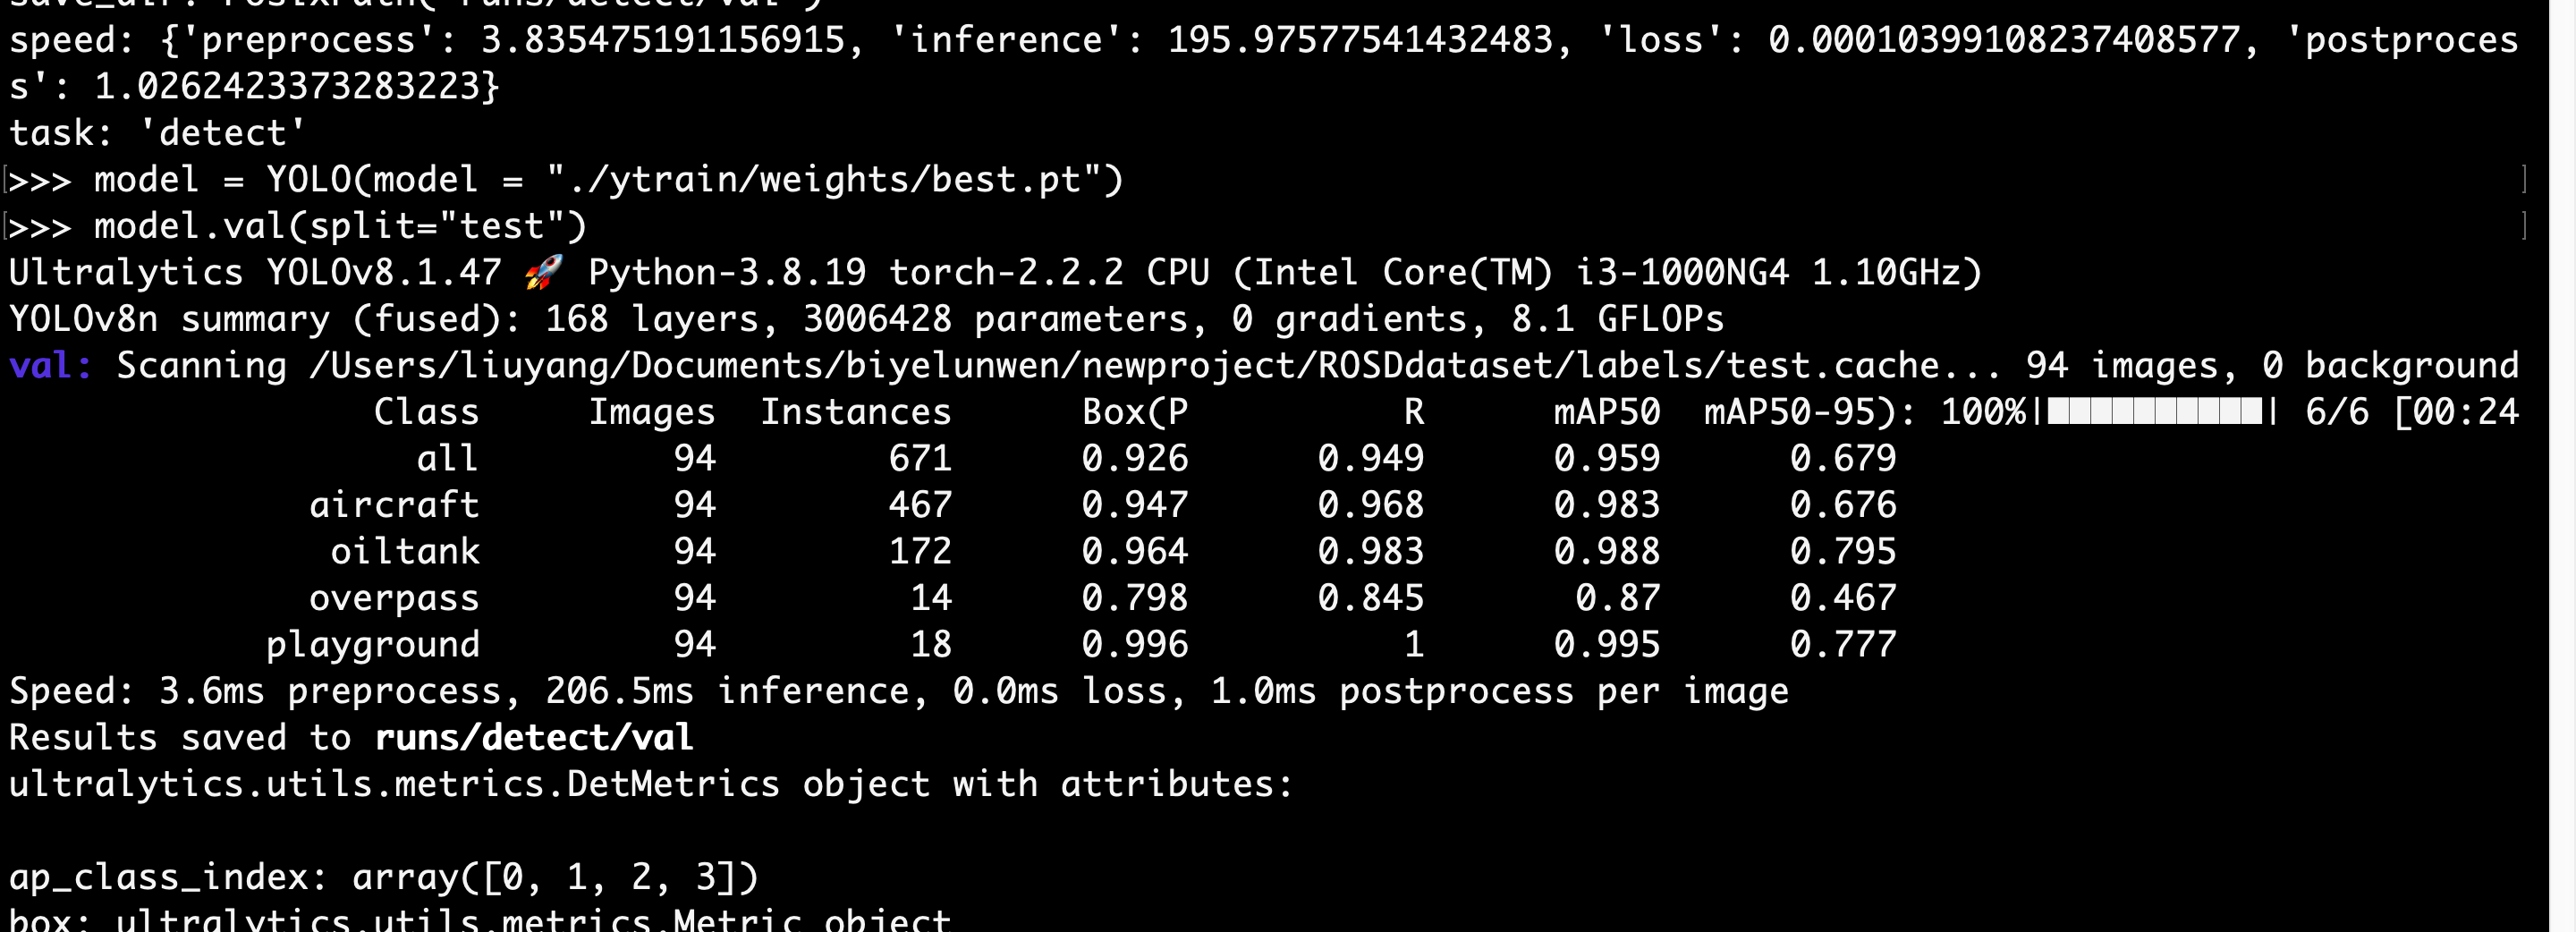 save_dir: PosixPath('runs/detect/val')
speed: {'preprocess': 3.835475191156915, 'inference': 195.97577541432483, 'loss': 0.00010399108237408577, 'postproces
s': 1.0262423373283223}
task: 'detect'
>>> model = YOLO(model = "./ytrain/weights/best.pt")
>>> model.val(split="test")
Ultralytics YOLOv8.1.47 🚀 Python-3.8.19 torch-2.2.2 CPU (Intel Core(TM) i3-1000NG4 1.10GHz)
YOLOv8n summary (fused): 168 layers, 3006428 parameters, 0 gradients, 8.1 GFLOPs
val: Scanning /Users/liuyang/Documents/biyelunwen/newproject/ROSDdataset/labels/test.cache... 94 images, 0 background
Class Images Instances Box(P R mAP50 mAP50-95): 100%|██████████| 6/6 [00:24
all 94 671 0.926 0.949 0.959 0.679
aircraft 94 467 0.947 0.968 0.983 0.676
oiltank 94 172 0.964 0.983 0.988 0.795
overpass 94 14 0.798 0.845 0.87 0.467
playground 94 18 0.996 1 0.995 0.777
Speed: 3.6ms preprocess, 206.5ms inference, 0.0ms loss, 1.0ms postprocess per image
Results saved to runs/detect/val
ultralytics.utils.metrics.DetMetrics object with attributes:
ap_class_index: array([0, 1, 2, 3])
box: ultralytics.utils.metrics.Metric object